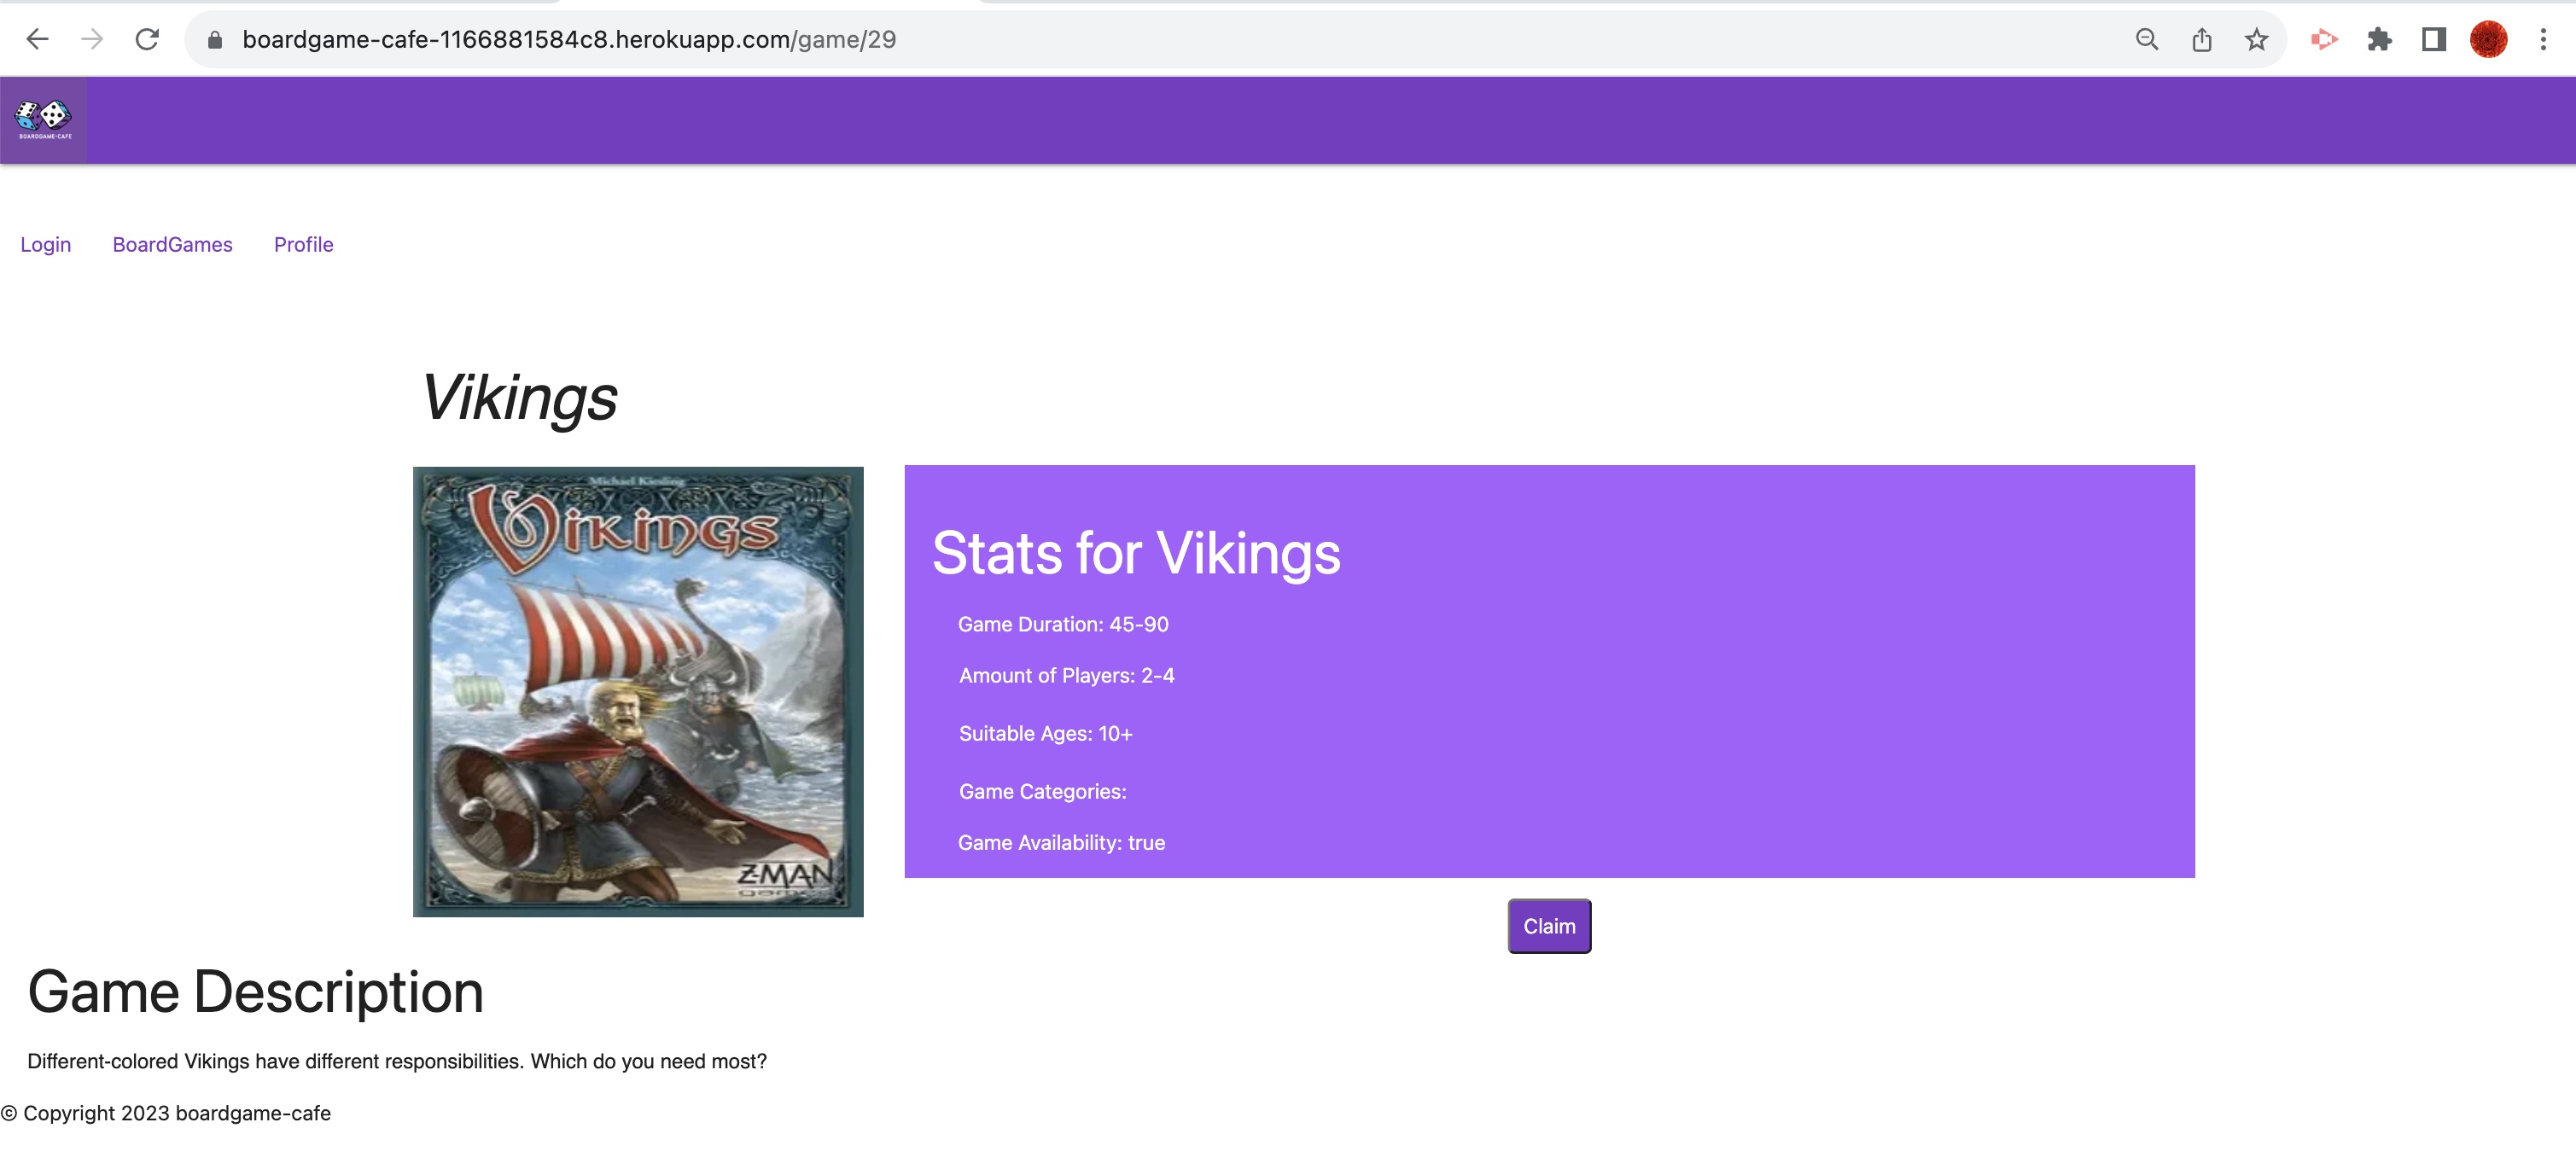 boardgame-cafe-1166881584c8.herokuapp.com/game/29
BOARDGAME-CAFE
Login BoardGames Profile
Vikings
Michael Kiesling
VIKINGS
Z-MAN
games
Stats for Vikings
Game Duration: 45-90
Amount of Players: 2-4
Suitable Ages: 10+
Game Categories:
Game Availability: true
Claim
Game Description
Different-colored Vikings have different responsibilities. Which do you need most?
© Copyright 2023 boardgame-cafe